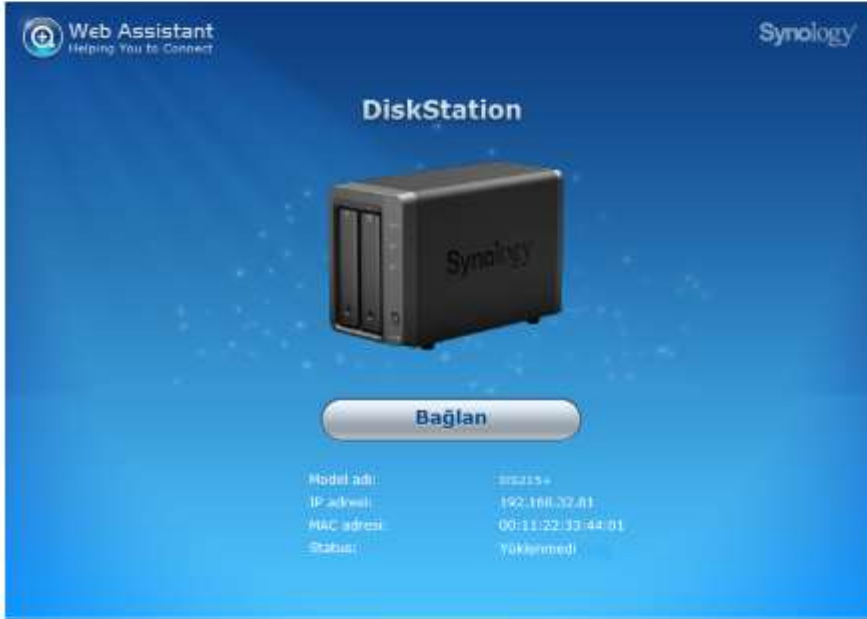 Web Assistant
Helping You to Connect
Synology
DiskStation
Synology
Bağlan
Model adı: DS215+
IP adresi: 192.168.32.81
MAC adresi: 00:11:22:33:44:01
Status: Yüklenmedi